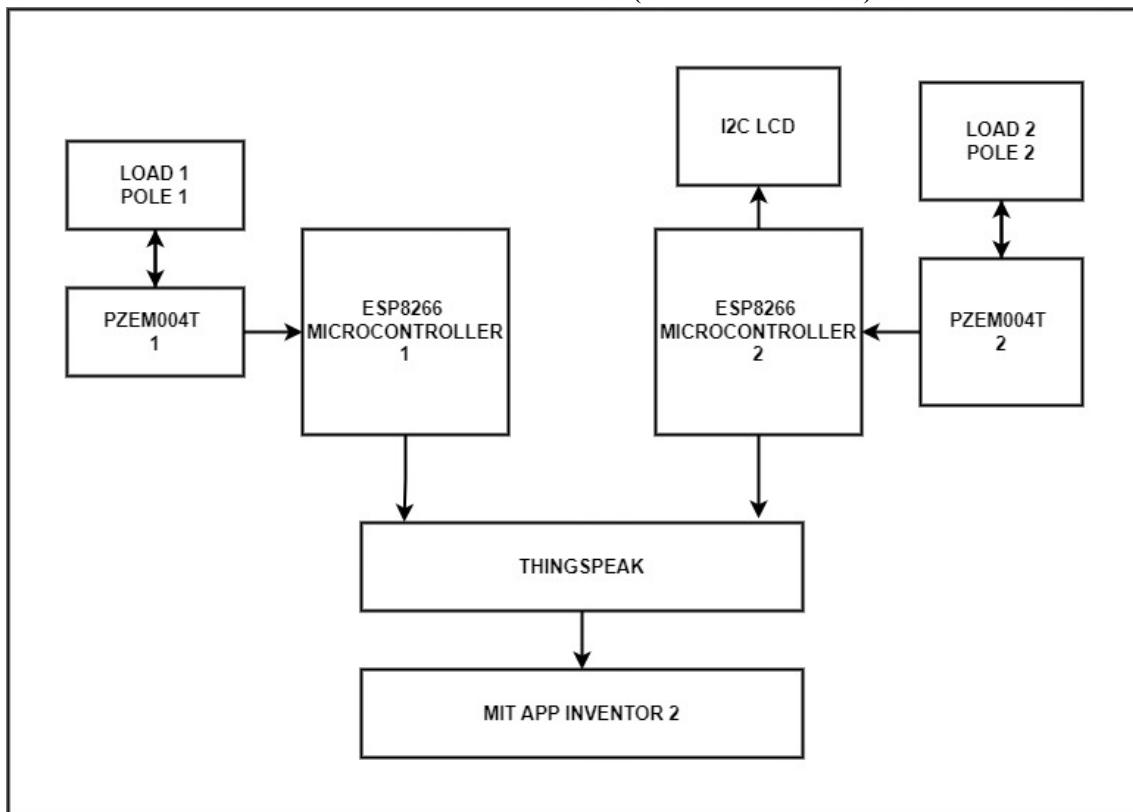 I2C LCD
LOAD 2
POLE 2
LOAD 1
POLE 1
ESP8266
MICROCONTROLLER
1
ESP8266
MICROCONTROLLER
2
PZEM004T
1
PZEM004T
2
THINGSPEAK
MIT APP INVENTOR 2